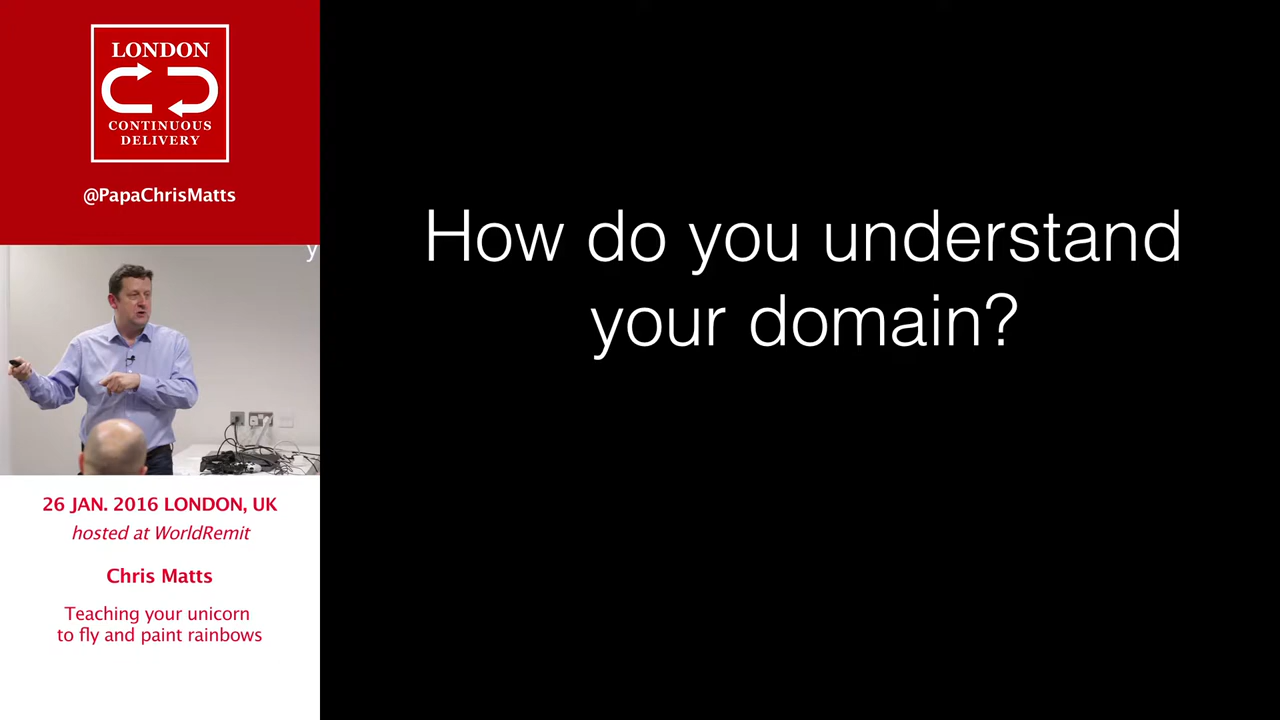 LONDON
CONTINUOUS
DELIVERY
@PapaChrisMatts
y
26 JAN. 2016 LONDON, UK
hosted at WorldRemit
Chris Matts
Teaching your unicorn
to fly and paint rainbows
How do you understand
your domain?